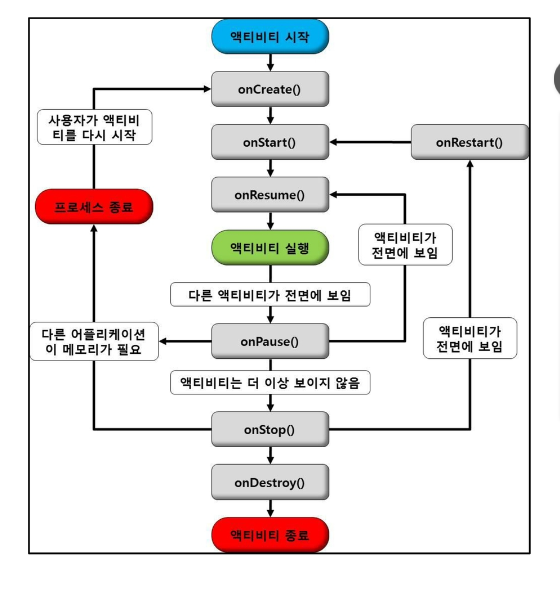 액티비티 시작
onCreate()
사용자가 액티비
티를 다시 시작
onStart()
onRestart()
onResume()
프로세스 종료
액티비티 실행
액티비티가
전면에 보임
다른 액티비티가 전면에 보임
다른 어플리케이션
이 메모리가 필요
onPause()
액티비티가
전면에 보임
액티비티는 더 이상 보이지 않음
onStop()
onDestroy()
액티비티 종료